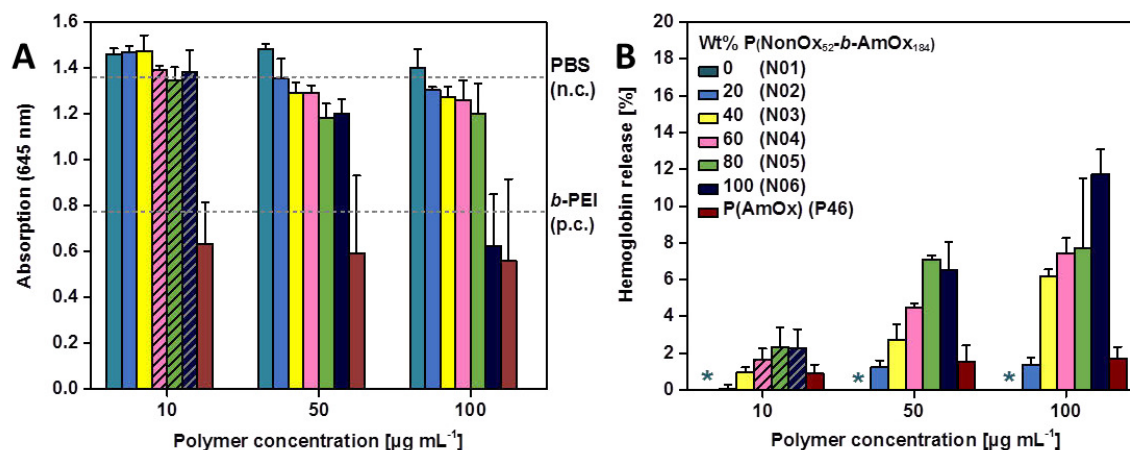 A
1.6
1.4
1.2
1.0
0.8
0.6
0.4
0.2
0.0
Absorption (645 nm)
10
50
100
Polymer concentration [µg mL⁻¹]
PBS
(n.c.)
b-PEI
(p.c.)
B
20
18
16
14
12
10
8
6
4
2
0
Hemoglobin release [%]
Wt% P(NonOx₅₂-b-AmOx₁₈₄)
0 (N01)
20 (N02)
40 (N03)
60 (N04)
80 (N05)
100 (N06)
P(AmOx) (P46)
* * *
10
50
100
Polymer concentration [µg mL⁻¹]